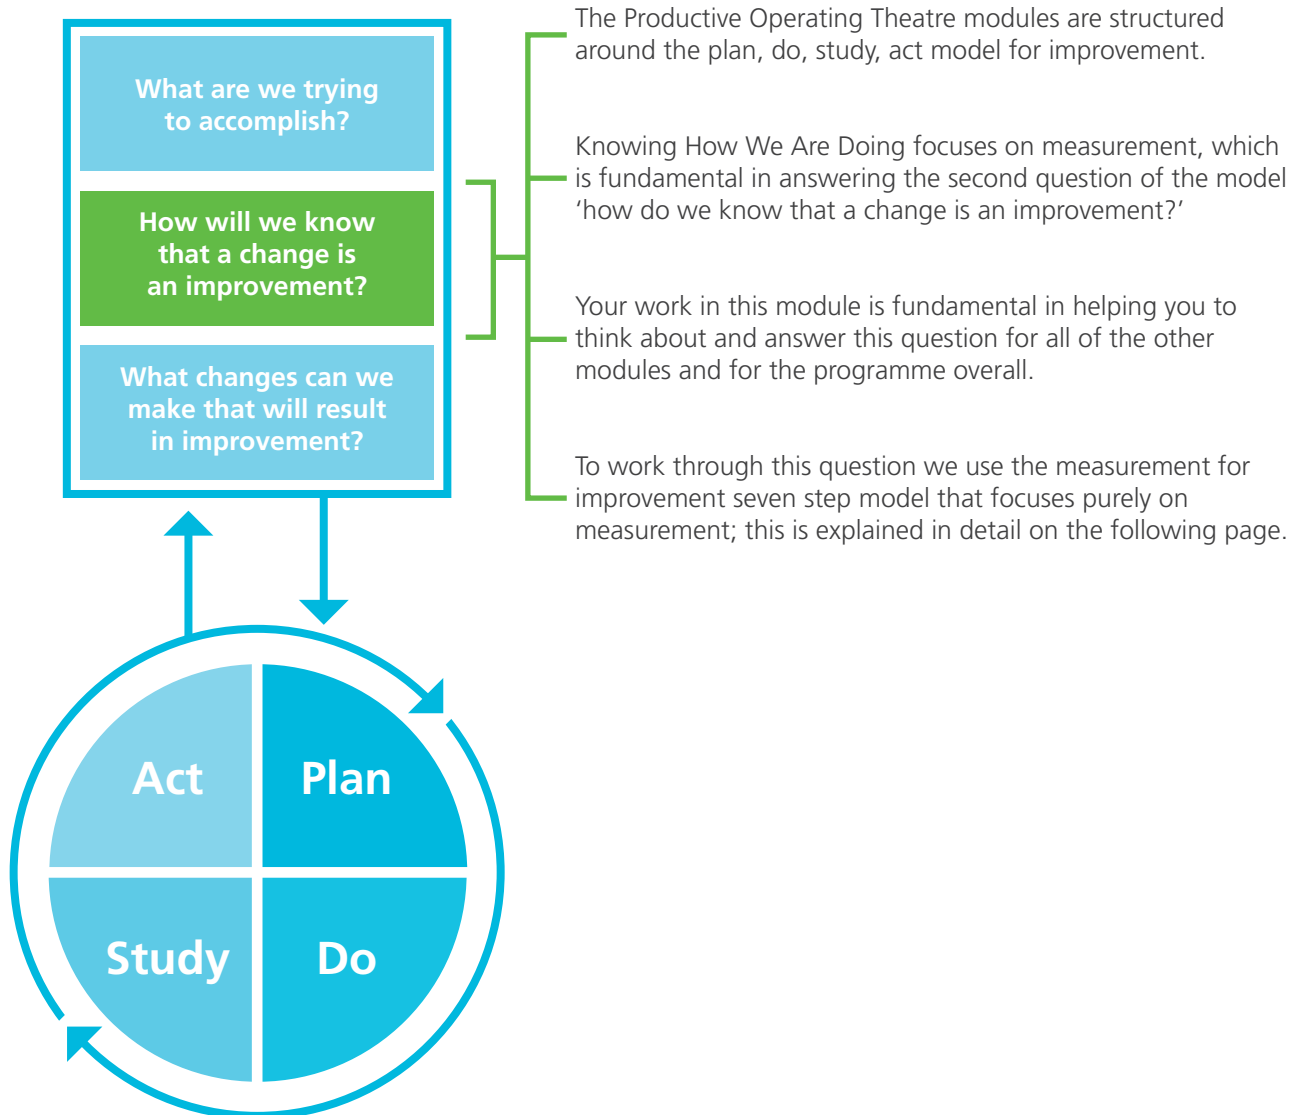 What are we trying
to accomplish?
How will we know
that a change is
an improvement?
What changes can we
make that will result
in improvement?
The Productive Operating Theatre modules are structured
around the plan, do, study, act model for improvement.
Knowing How We Are Doing focuses on measurement, which
is fundamental in answering the second question of the model
‘how do we know that a change is an improvement?’
Your work in this module is fundamental in helping you to
think about and answer this question for all of the other
modules and for the programme overall.
To work through this question we use the measurement for
improvement seven step model that focuses purely on
measurement; this is explained in detail on the following page.
Act
Plan
Study
Do